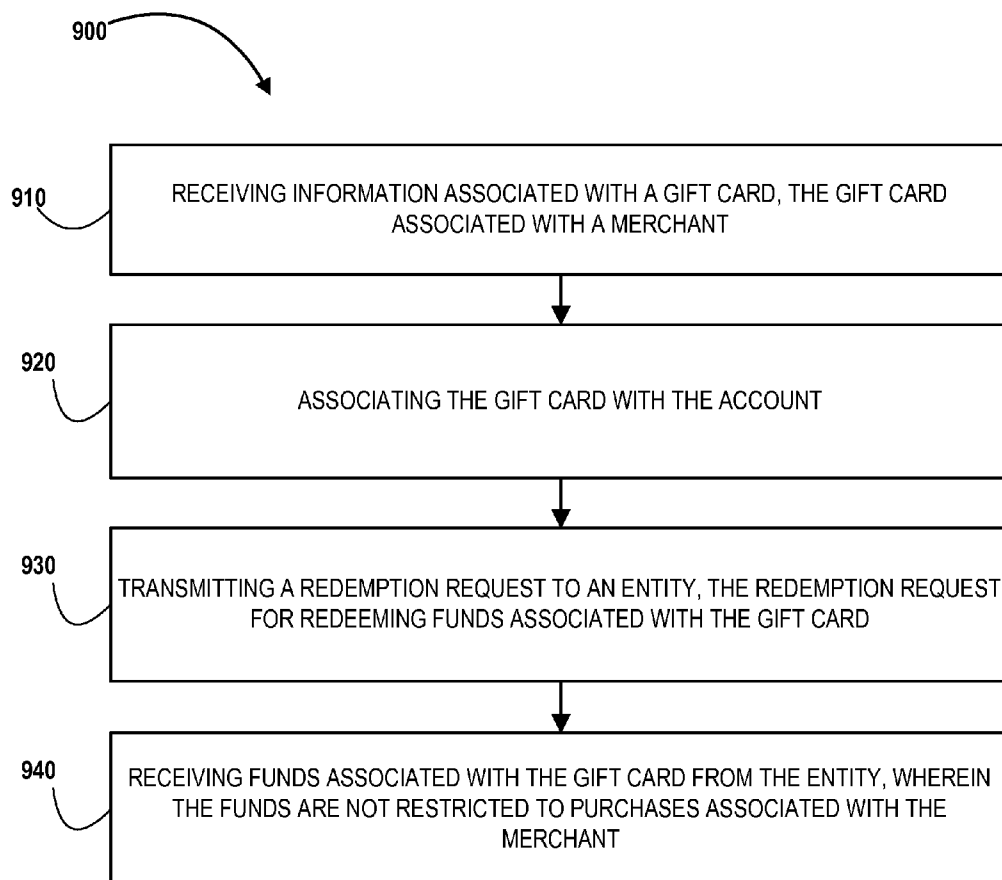 900
910
RECEIVING INFORMATION ASSOCIATED WITH A GIFT CARD, THE GIFT CARD
ASSOCIATED WITH A MERCHANT
920
ASSOCIATING THE GIFT CARD WITH THE ACCOUNT
930
TRANSMITTING A REDEMPTION REQUEST TO AN ENTITY, THE REDEMPTION REQUEST
FOR REDEEMING FUNDS ASSOCIATED WITH THE GIFT CARD
940
RECEIVING FUNDS ASSOCIATED WITH THE GIFT CARD FROM THE ENTITY, WHEREIN
THE FUNDS ARE NOT RESTRICTED TO PURCHASES ASSOCIATED WITH THE
MERCHANT